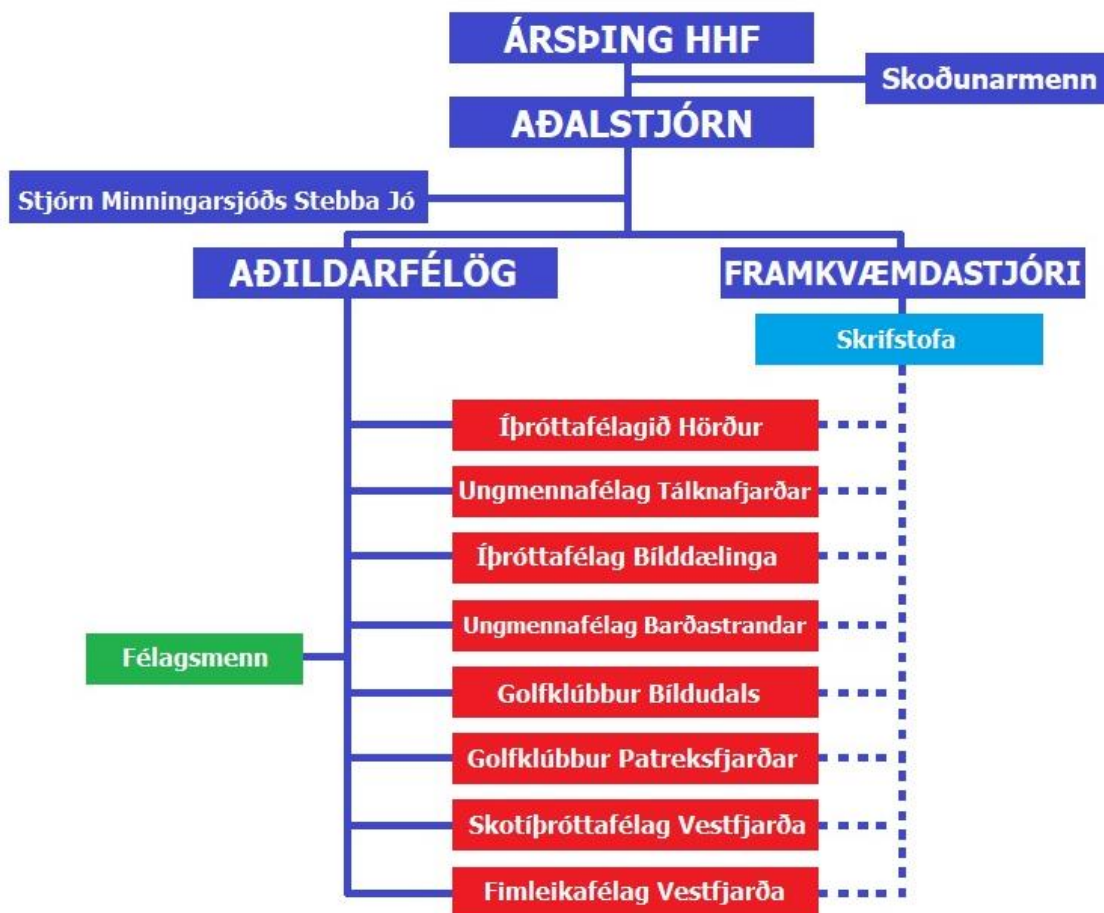 ÁRSÞING HHF
Skoðunarmenn
AÐALSTJÓRN
Stjórn Minningarsjóðs Stebba Jó
AÐILDARFÉLÖG
FRAMKVÆMDASTJÓRI
Skrifstofa
Íþróttafélagið Hörður
Ungmennafélag Tálknafjarðar
Íþróttafélag Bílddælinga
Ungmennafélag Barðastrandar
Félagsmenn
Golfklúbbur Bíldudals
Golfklúbbur Patreksfjarðar
Skotíþróttafélag Vestfjarða
Fimleikafélag Vestfjarða